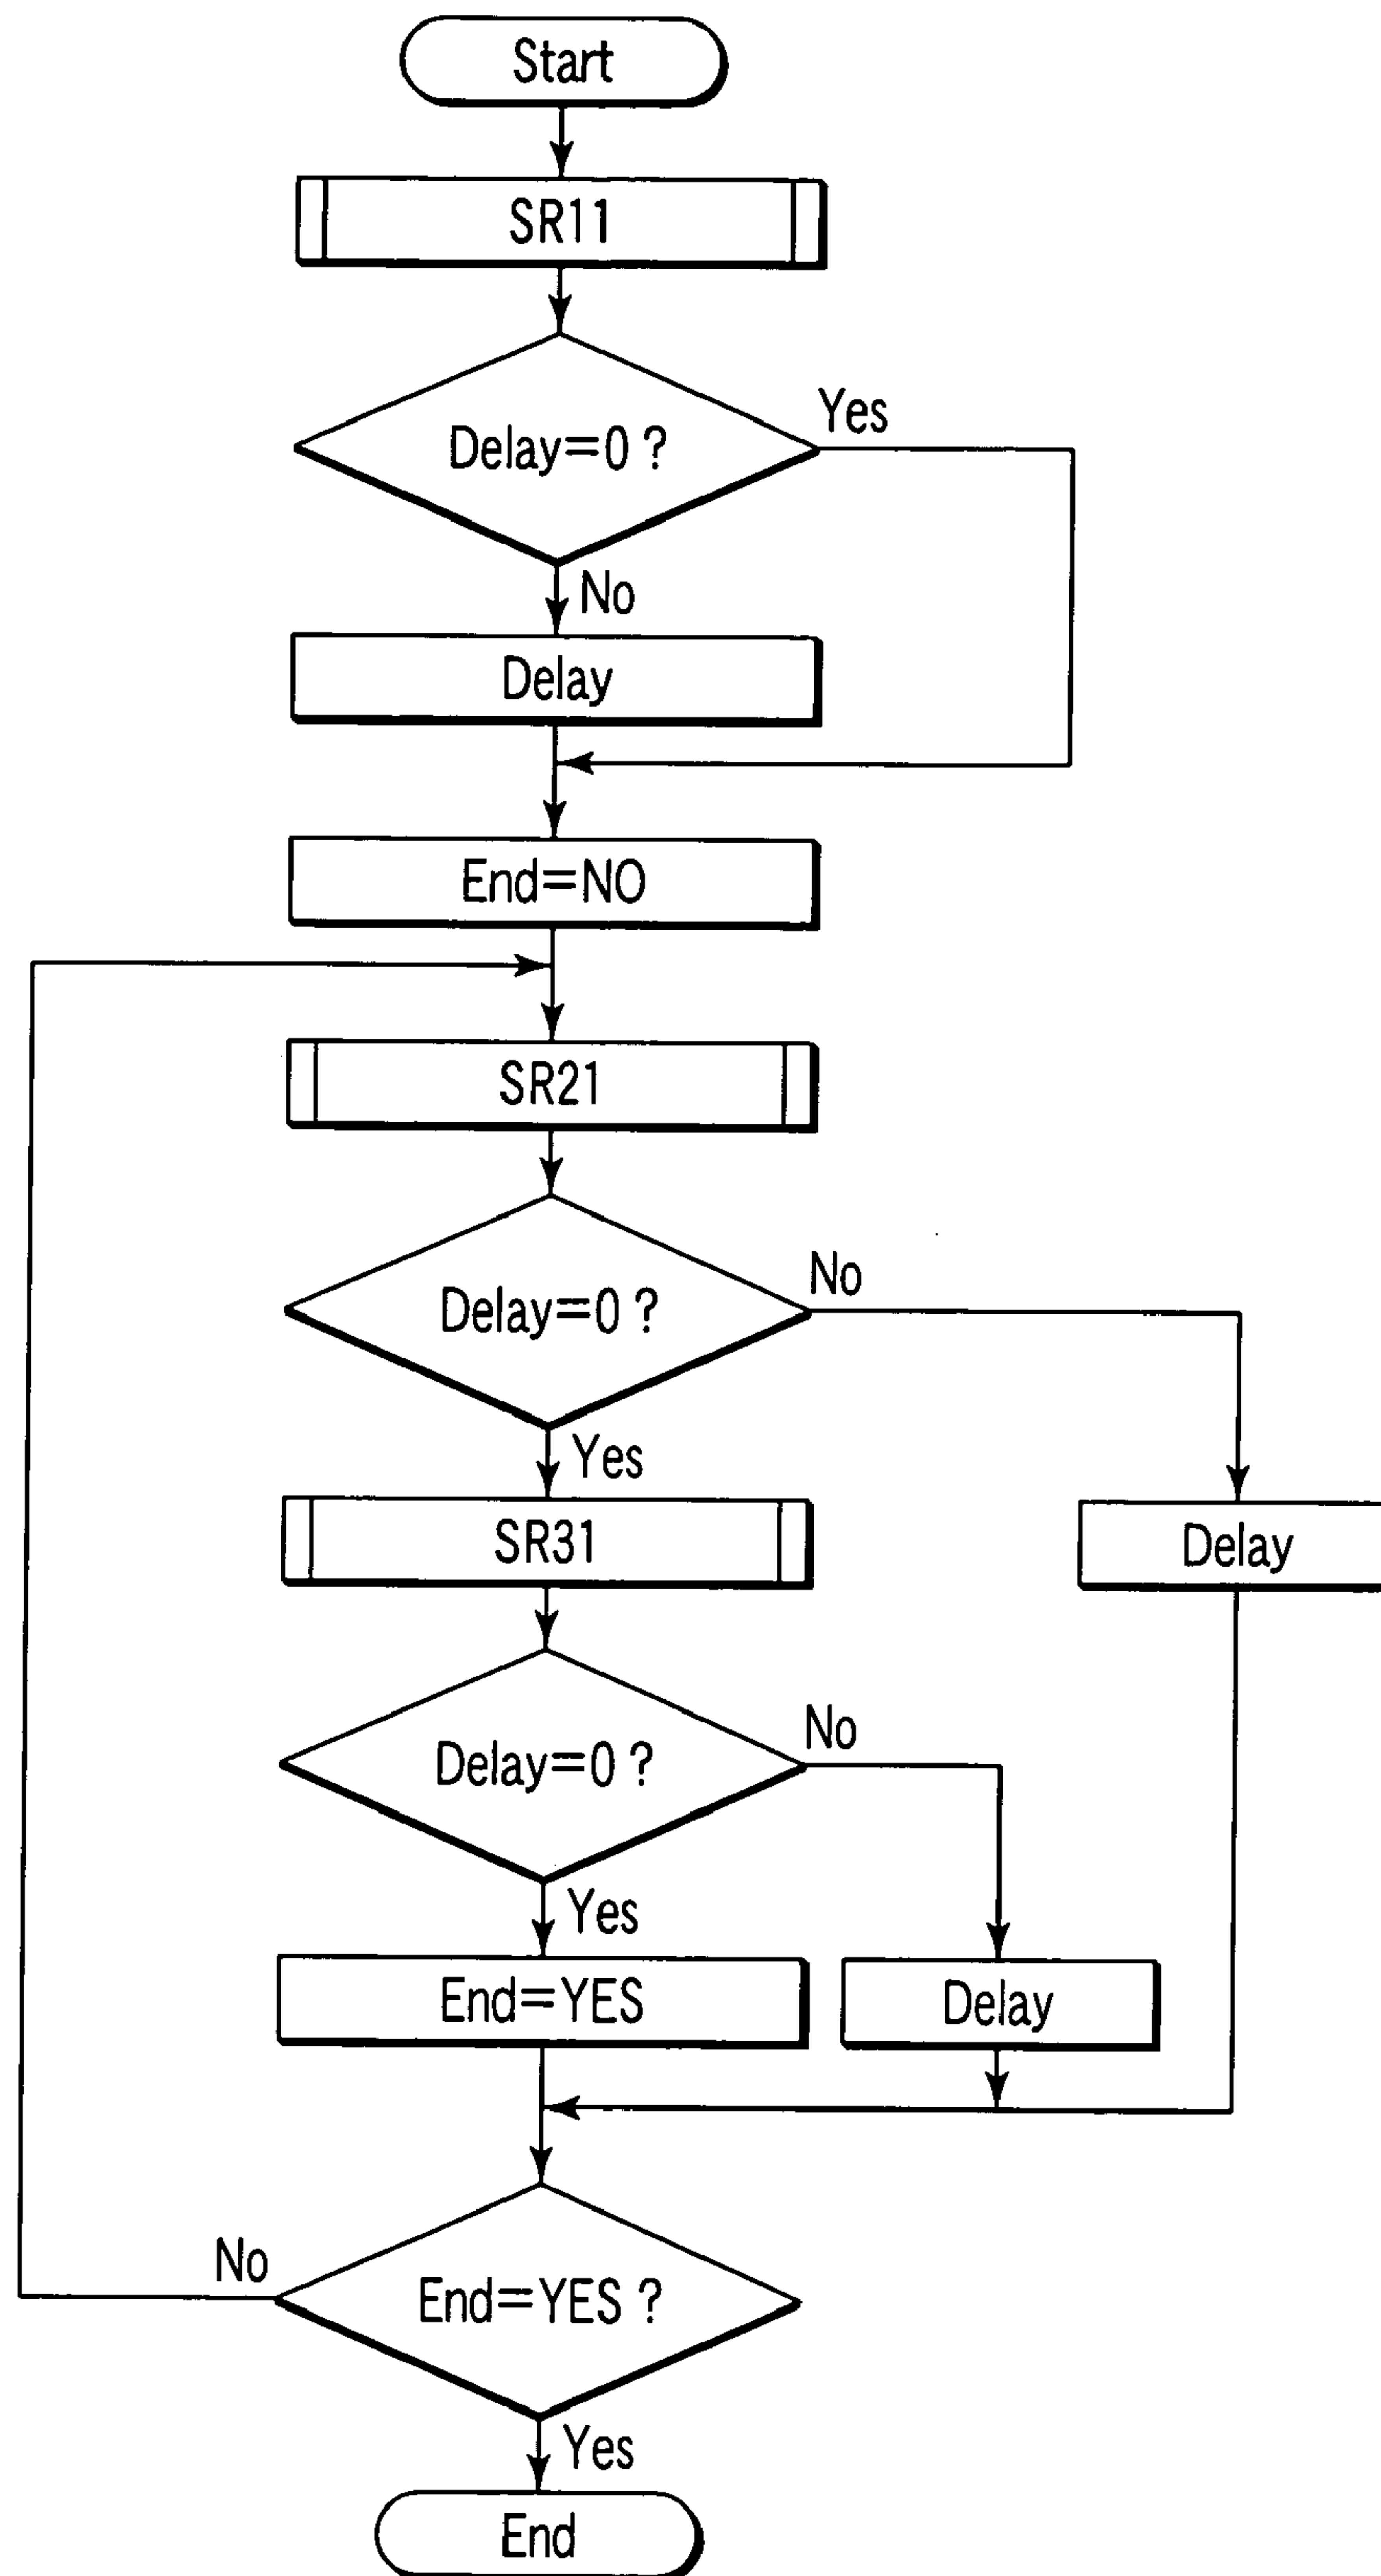 Start
SR11
Delay=0 ?
Yes
No
Delay
End=NO
SR21
Delay=0 ?
No
Yes
SR31
Delay
Delay=0 ?
No
Yes
End=YES
Delay
No
End=YES ?
Yes
End